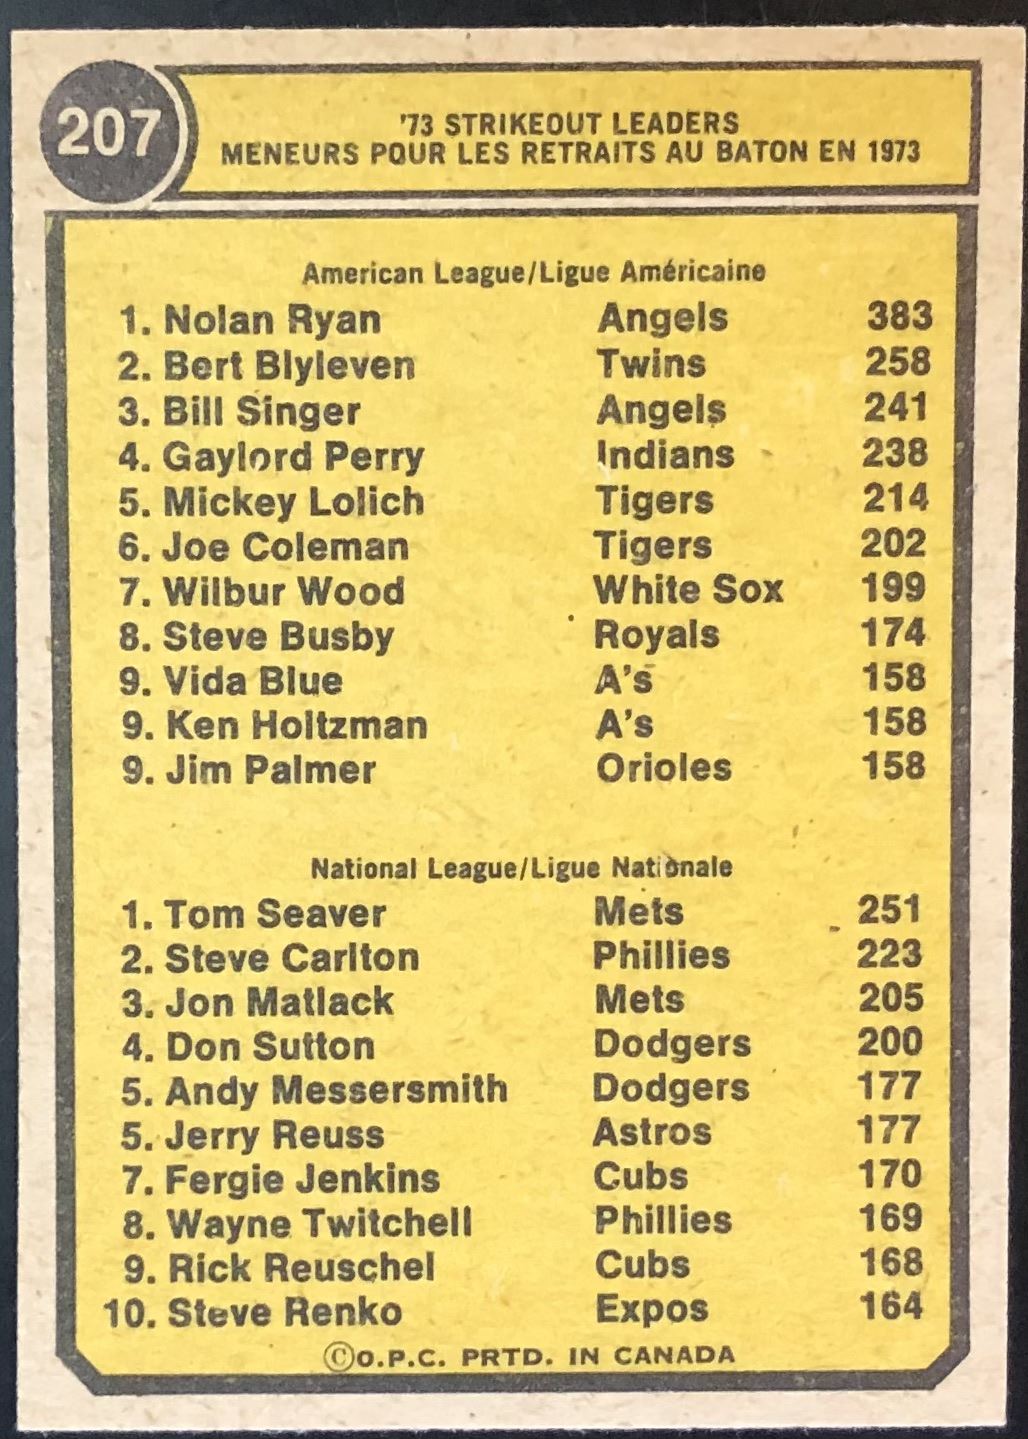 207
'73 STRIKEOUT LEADERS
MENEURS POUR LES RETRAITS AU BATON EN 1973
American League/Ligue Américaine
1. Nolan Ryan Angels 383
2. Bert Blyleven Twins 258
3. Bill Singer Angels 241
4. Gaylord Perry Indians 238
5. Mickey Lolich Tigers 214
6. Joe Coleman Tigers 202
7. Wilbur Wood White Sox 199
8. Steve Busby Royals 174
9. Vida Blue A's 158
9. Ken Holtzman A's 158
9. Jim Palmer Orioles 158
National League/Ligue Nationale
1. Tom Seaver Mets 251
2. Steve Carlton Phillies 223
3. Jon Matlack Mets 205
4. Don Sutton Dodgers 200
5. Andy Messersmith Dodgers 177
5. Jerry Reuss Astros 177
7. Fergie Jenkins Cubs 170
8. Wayne Twitchell Phillies 169
9. Rick Reuschel Cubs 168
10. Steve Renko Expos 164
©O.P.C. PRTD. IN CANADA